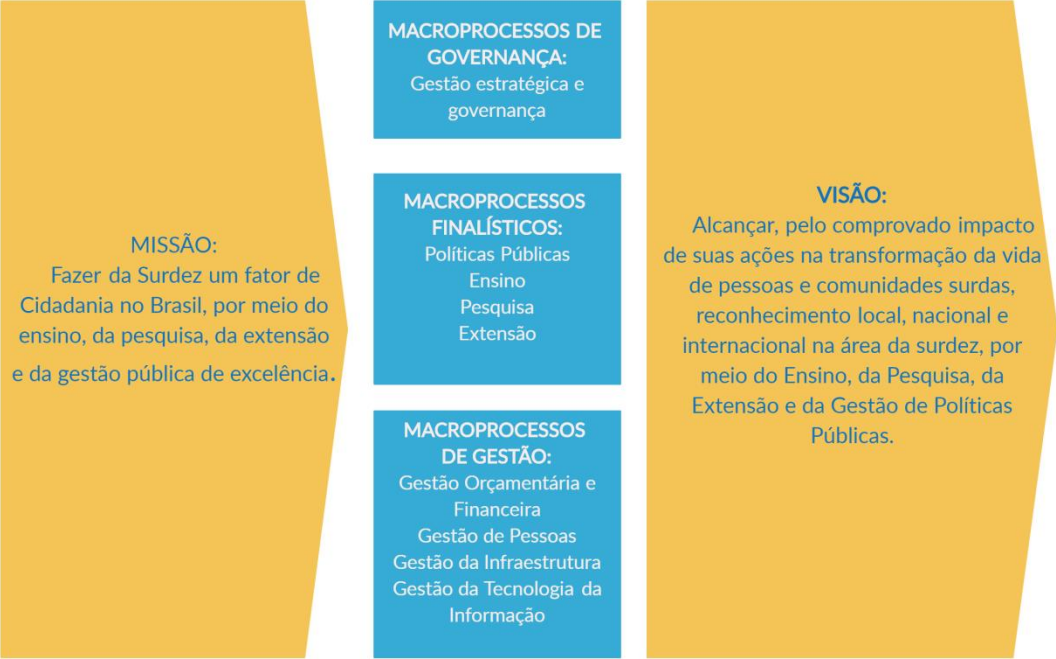 MISSÃO:
Fazer da Surdez um fator de
Cidadania no Brasil, por meio do
ensino, da pesquisa, da extensão
e da gestão pública de excelência.
MACROPROCESSOS DE
GOVERNANÇA:
Gestão estratégica e
governança
MACROPROCESSOS
FINALÍSTICOS:
Políticas Públicas
Ensino
Pesquisa
Extensão
MACROPROCESSOS
DE GESTÃO:
Gestão Orçamentária e
Financeira
Gestão de Pessoas
Gestão da Infraestrutura
Gestão da Tecnologia da
Informação
VISÃO:
Alcançar, pelo comprovado impacto
de suas ações na transformação da vida
de pessoas e comunidades surdas,
reconhecimento local, nacional e
internacional na área da surdez, por
meio do Ensino, da Pesquisa, da
Extensão e da Gestão de Políticas
Públicas.